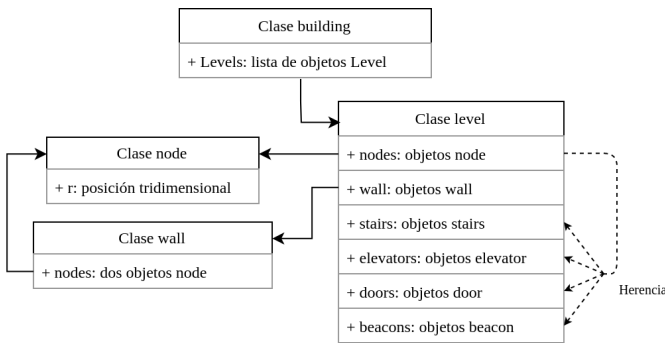 Clase building
+ Levels: lista de objetos Level
Clase level
+ nodes: objetos node
+ wall: objetos wall
+ stairs: objetos stairs
+ elevators: objetos elevator
+ doors: objetos door
+ beacons: objetos beacon
Clase node
+ r: posición tridimensional
Clase wall
+ nodes: dos objetos node
Herencia